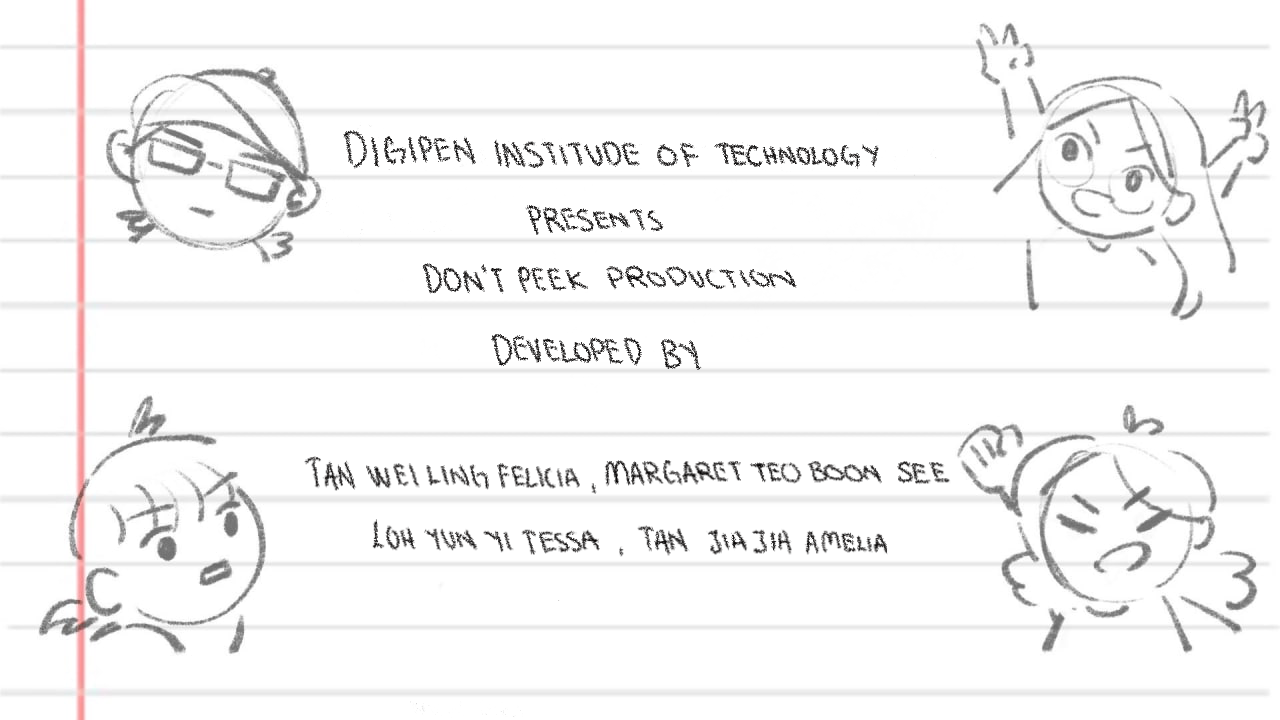 DIGIPEN INSTITUDE OF TECHNOLOGY
PRESENTS
DON'T PEEK PRODUCTION
DEVELOPED BY
TAN WEI LING FELICIA, MARGARET TEO BOON SEE
LOH YUN YI TESSA, TAN JIA JIA AMELIA